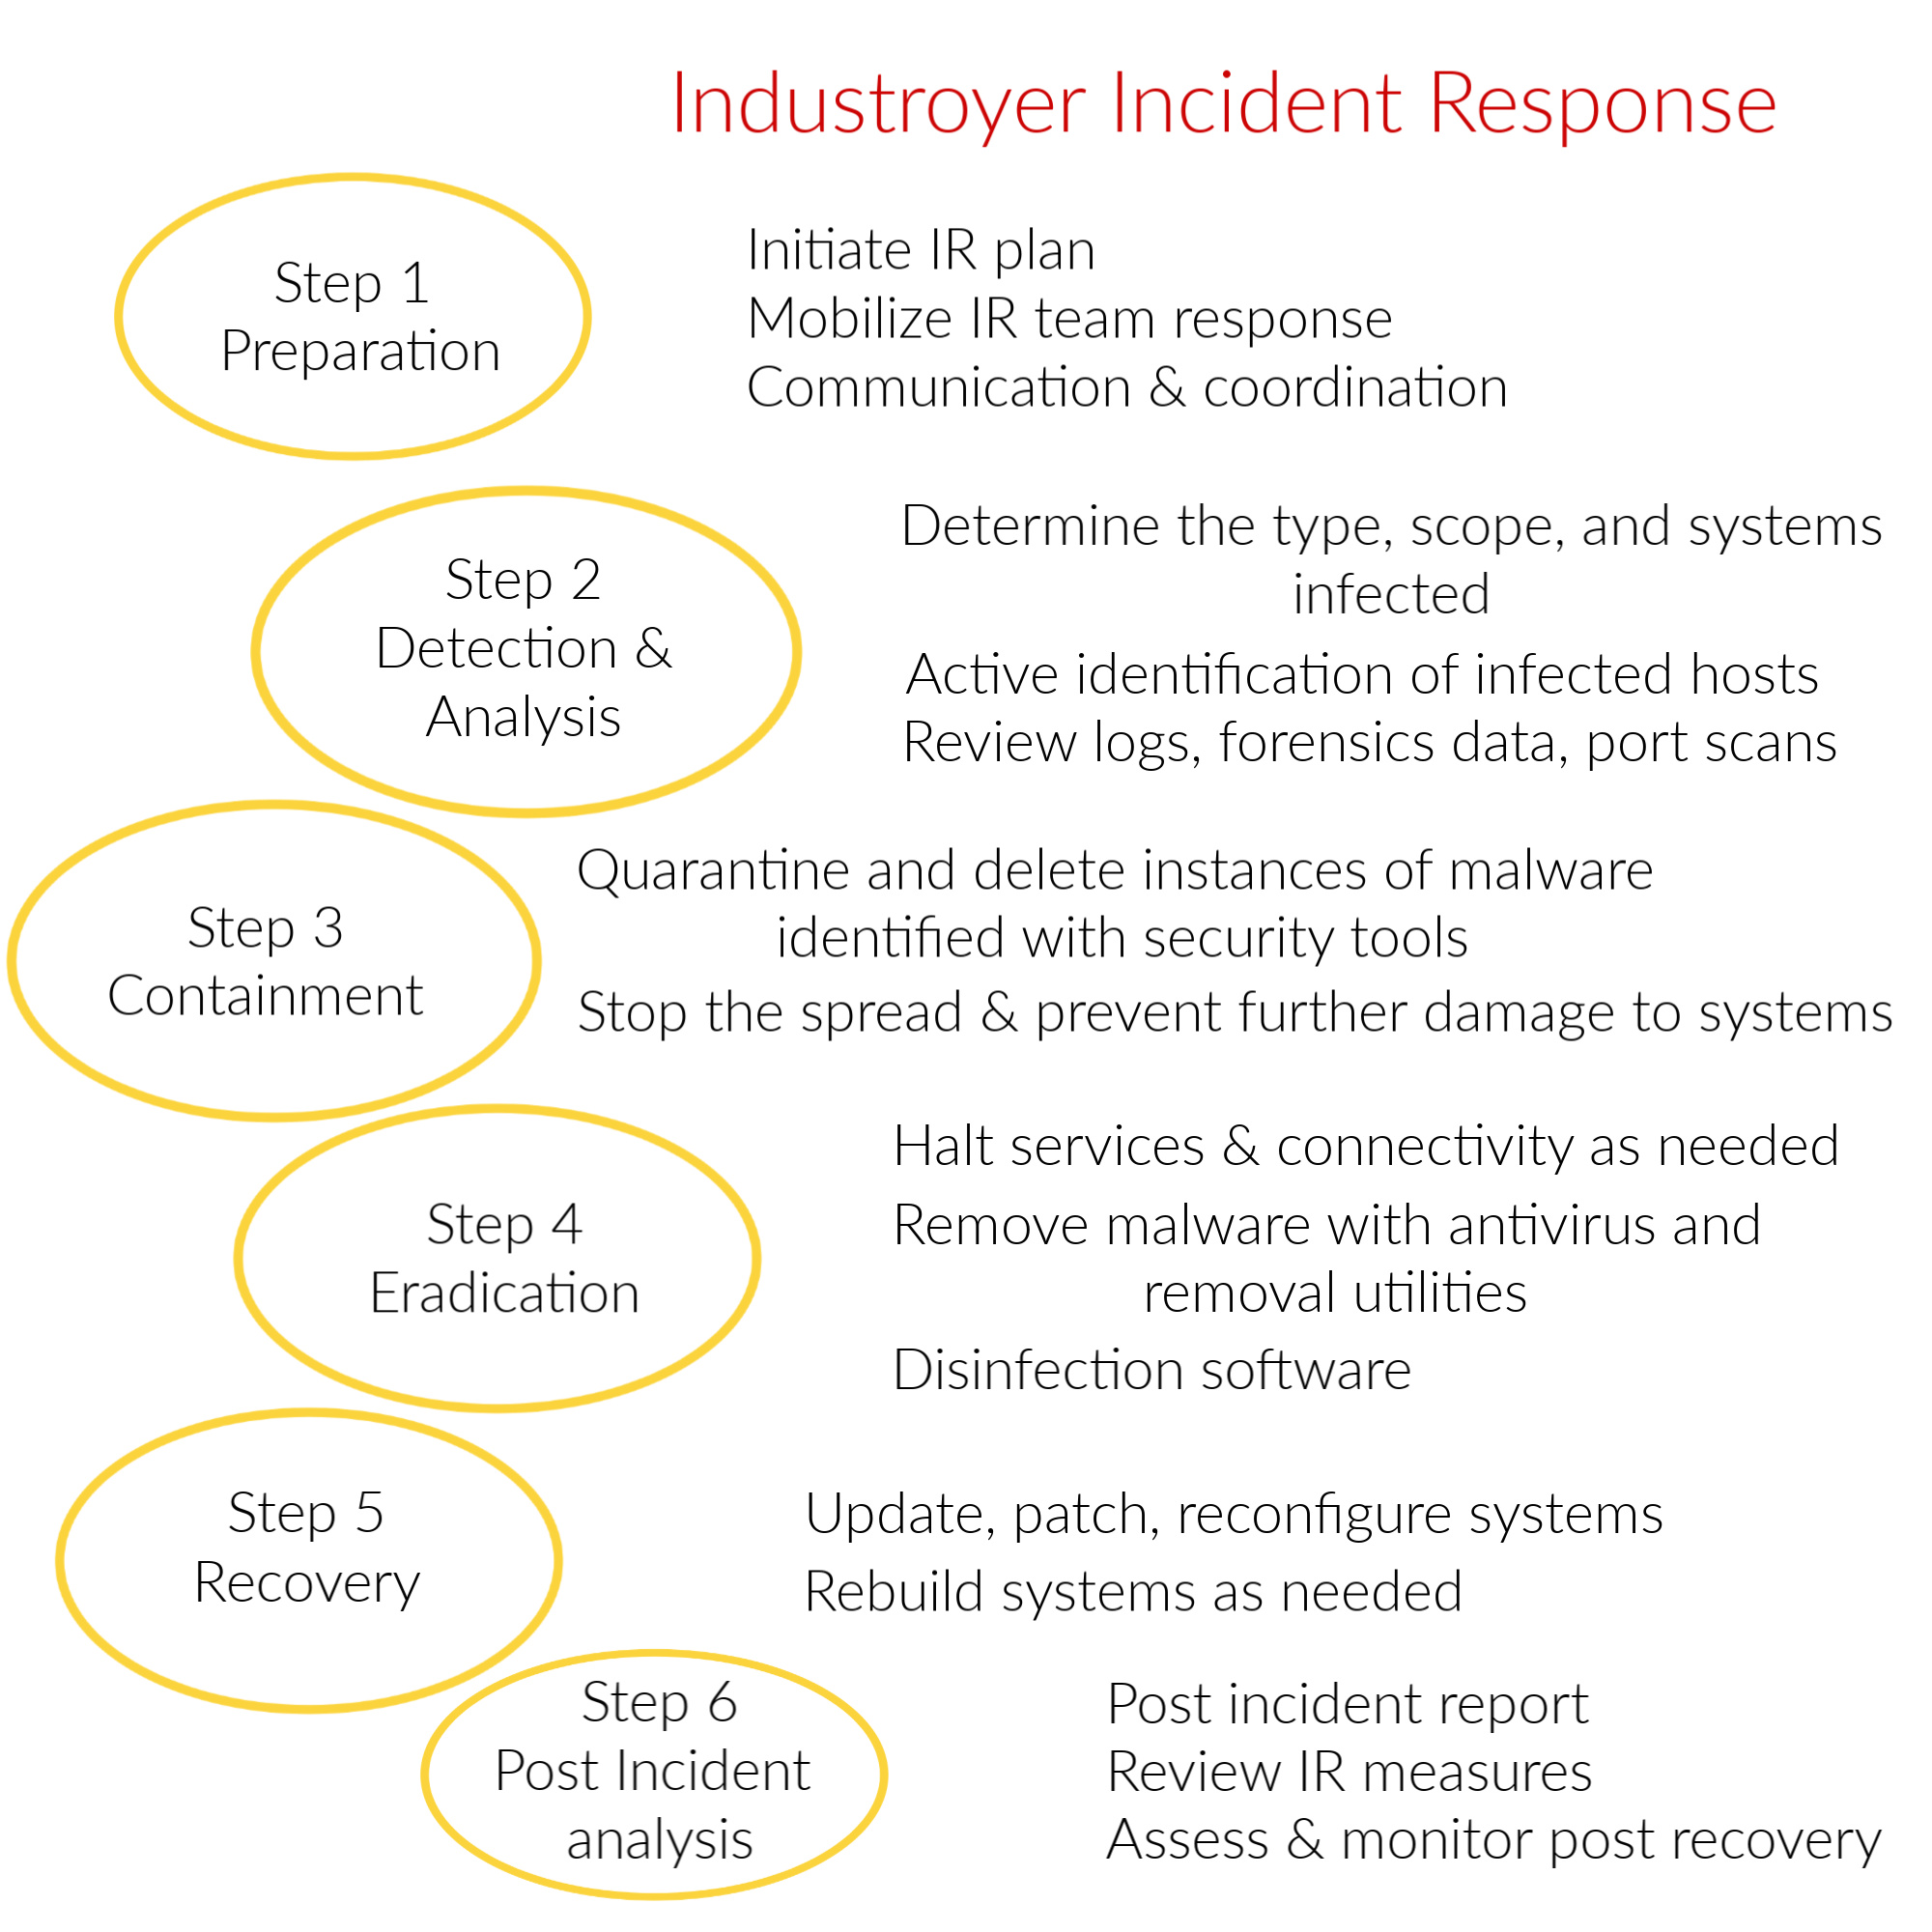 Industroyer Incident Response
Step 1
Preparation
Initiate IR plan
Mobilize IR team response
Communication & coordination
Step 2
Detection &
Analysis
Determine the type, scope, and systems
infected
Active identification of infected hosts
Review logs, forensics data, port scans
Step 3
Containment
Quarantine and delete instances of malware
identified with security tools
Stop the spread & prevent further damage to systems
Step 4
Eradication
Halt services & connectivity as needed
Remove malware with antivirus and
removal utilities
Disinfection software
Step 5
Recovery
Update, patch, reconfigure systems
Rebuild systems as needed
Step 6
Post Incident
analysis
Post incident report
Review IR measures
Assess & monitor post recovery